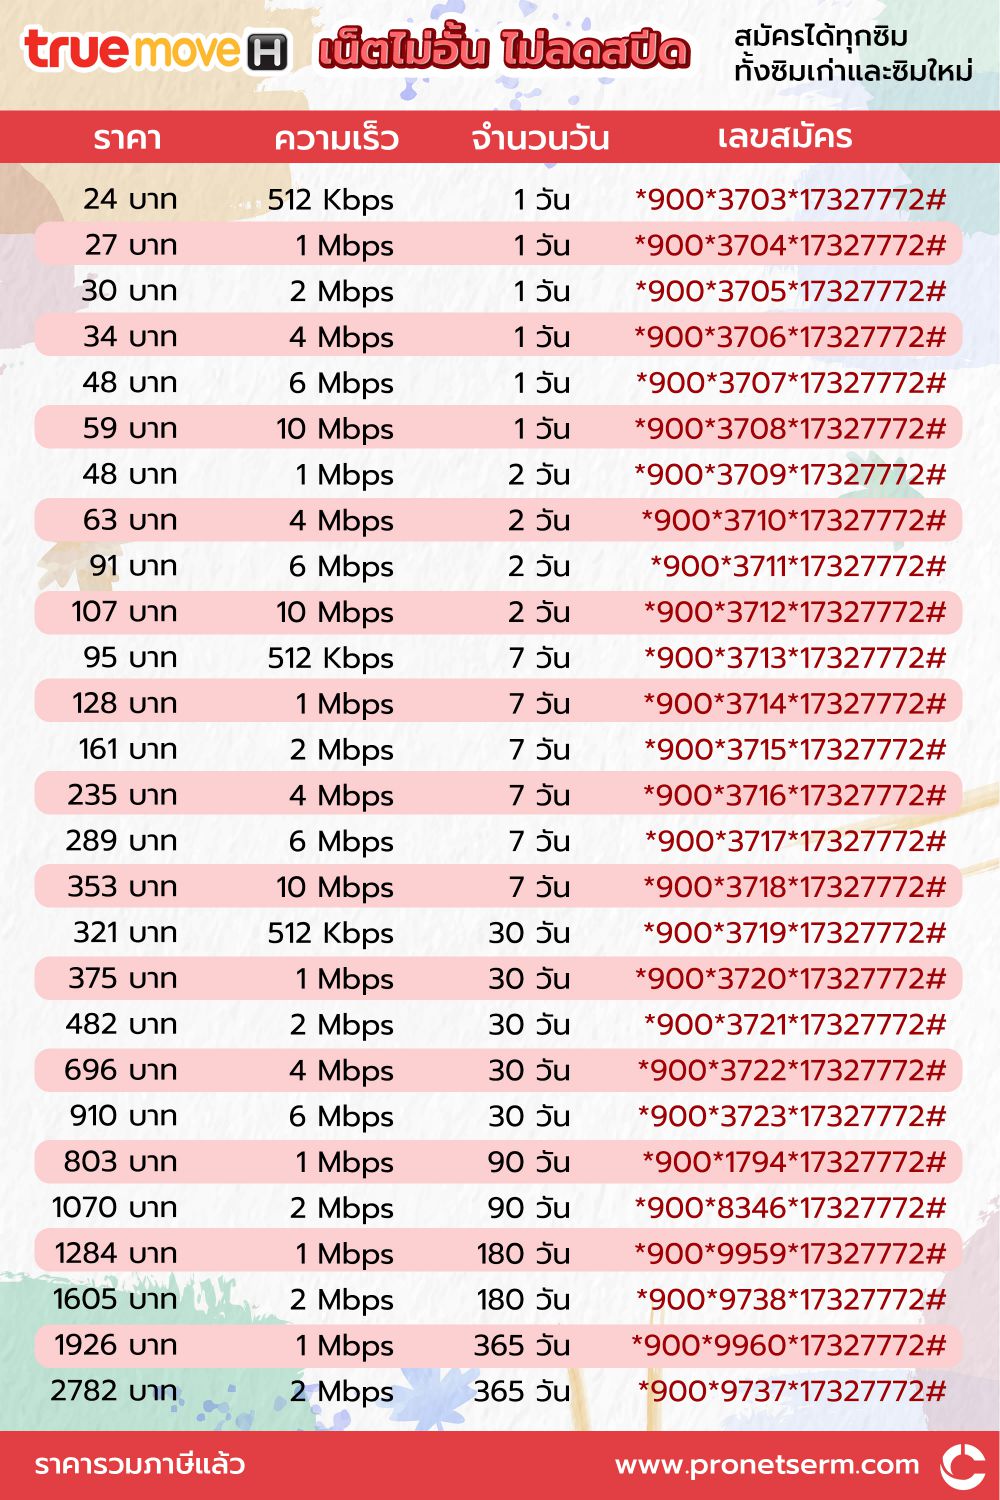 truemove H เน็ตไม่อั้น ไม่ลดสปีด
สมัครได้ทุกซิม
ทั้งซิมเก่าและซิมใหม่
ราคา ความเร็ว จำนวนวัน เลขสมัคร
24 บาท 512 Kbps 1 วัน *900*3703*17327772#
27 บาท 1 Mbps 1 วัน *900*3704*17327772#
30 บาท 2 Mbps 1 วัน *900*3705*17327772#
34 บาท 4 Mbps 1 วัน *900*3706*17327772#
48 บาท 6 Mbps 1 วัน *900*3707*17327772#
59 บาท 10 Mbps 1 วัน *900*3708*17327772#
48 บาท 1 Mbps 2 วัน *900*3709*17327772#
63 บาท 4 Mbps 2 วัน *900*3710*17327772#
91 บาท 6 Mbps 2 วัน *900*3711*17327772#
107 บาท 10 Mbps 2 วัน *900*3712*17327772#
95 บาท 512 Kbps 7 วัน *900*3713*17327772#
128 บาท 1 Mbps 7 วัน *900*3714*17327772#
161 บาท 2 Mbps 7 วัน *900*3715*17327772#
235 บาท 4 Mbps 7 วัน *900*3716*17327772#
289 บาท 6 Mbps 7 วัน *900*3717*17327772#
353 บาท 10 Mbps 7 วัน *900*3718*17327772#
321 บาท 512 Kbps 30 วัน *900*3719*17327772#
375 บาท 1 Mbps 30 วัน *900*3720*17327772#
482 บาท 2 Mbps 30 วัน *900*3721*17327772#
696 บาท 4 Mbps 30 วัน *900*3722*17327772#
910 บาท 6 Mbps 30 วัน *900*3723*17327772#
803 บาท 1 Mbps 90 วัน *900*1794*17327772#
1070 บาท 2 Mbps 90 วัน *900*8346*17327772#
1284 บาท 1 Mbps 180 วัน *900*9959*17327772#
1605 บาท 2 Mbps 180 วัน *900*9738*17327772#
1926 บาท 1 Mbps 365 วัน *900*9960*17327772#
2782 บาท 2 Mbps 365 วัน *900*9737*17327772#
ราคารวมภาษีแล้ว www.pronetserm.com